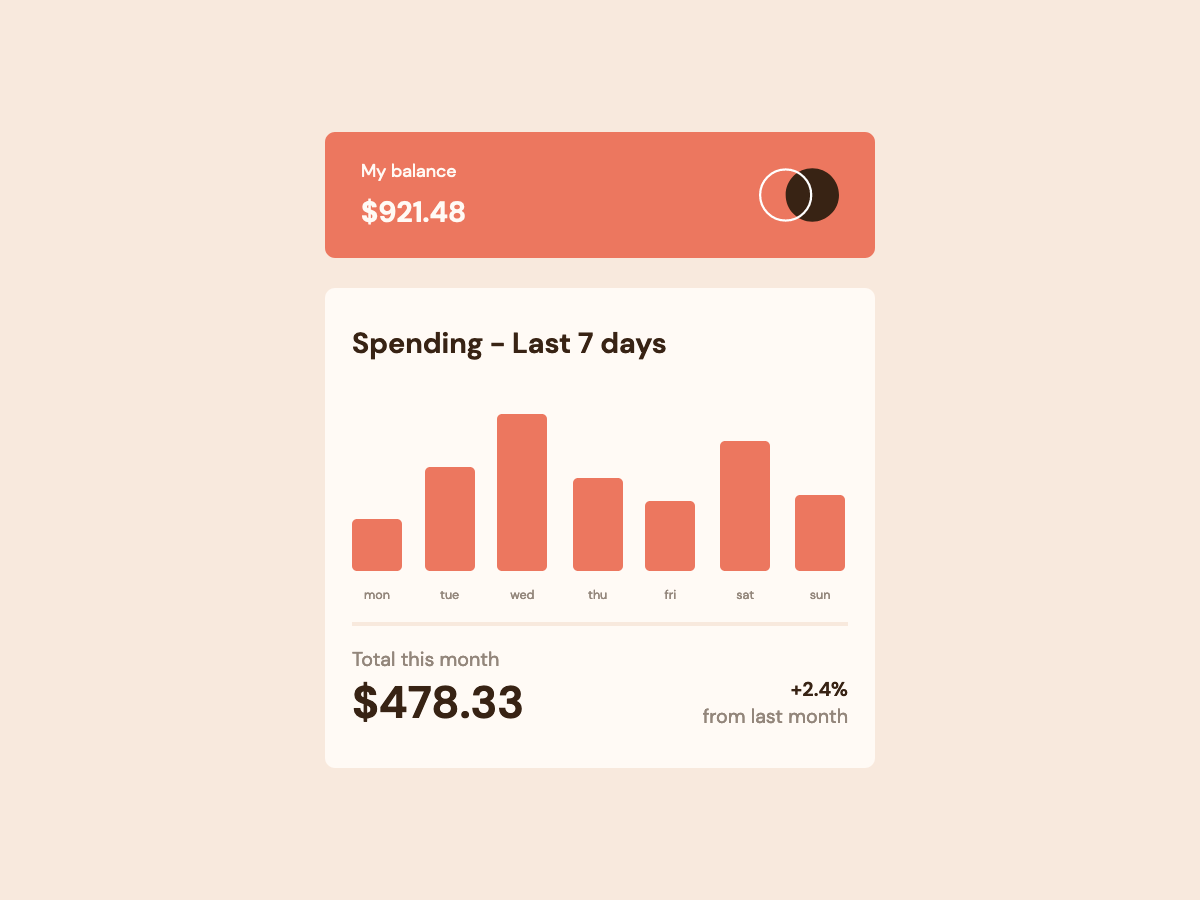 My balance
$921.48
Spending - Last 7 days
mon tue wed thu fri sat sun
Total this month
$478.33
+2.4%
from last month